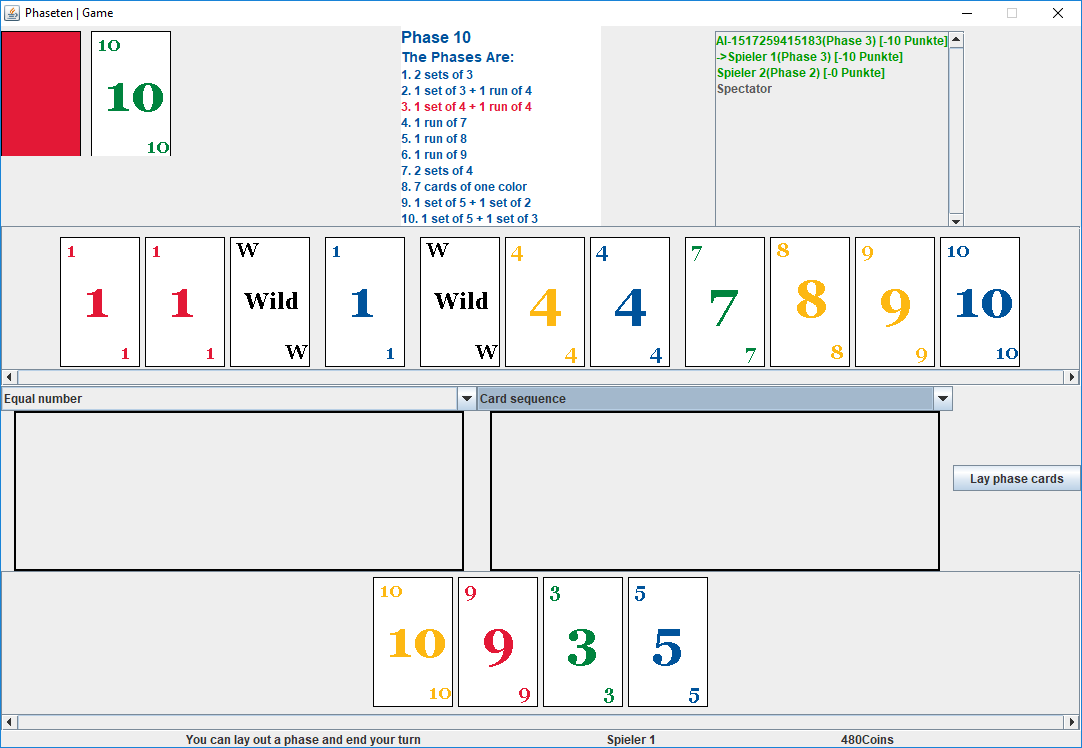 Phaseten | Game
10
10
10
Phase 10
The Phases Are:
1. 2 sets of 3
2. 1 set of 3 + 1 run of 4
3. 1 set of 4 + 1 run of 4
4. 1 run of 7
5. 1 run of 8
6. 1 run of 9
7. 2 sets of 4
8. 7 cards of one color
9. 1 set of 5 + 1 set of 2
10. 1 set of 5 + 1 set of 3
AI-1517259415183(Phase 3) [-10 Punkte]
->Spieler 1(Phase 3) [-10 Punkte]
Spieler 2(Phase 2) [-0 Punkte]
Spectator
1 1 W 1 W 4 4 7 8 9 10
1 1 Wild 1 Wild 4 4 7 8 9 10
1 1 W 1 W 4 4 7 8 9 10
Equal number
Card sequence
Lay phase cards
10 9 3 5
10 9 3 5
10 9 3 5
You can lay out a phase and end your turn
Spieler 1
480Coins